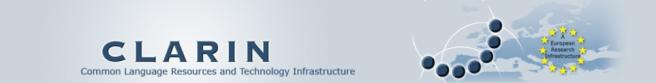 CLARIN
Common Language Resources and Technology Infrastructure
A
European
Research
Infrastructure